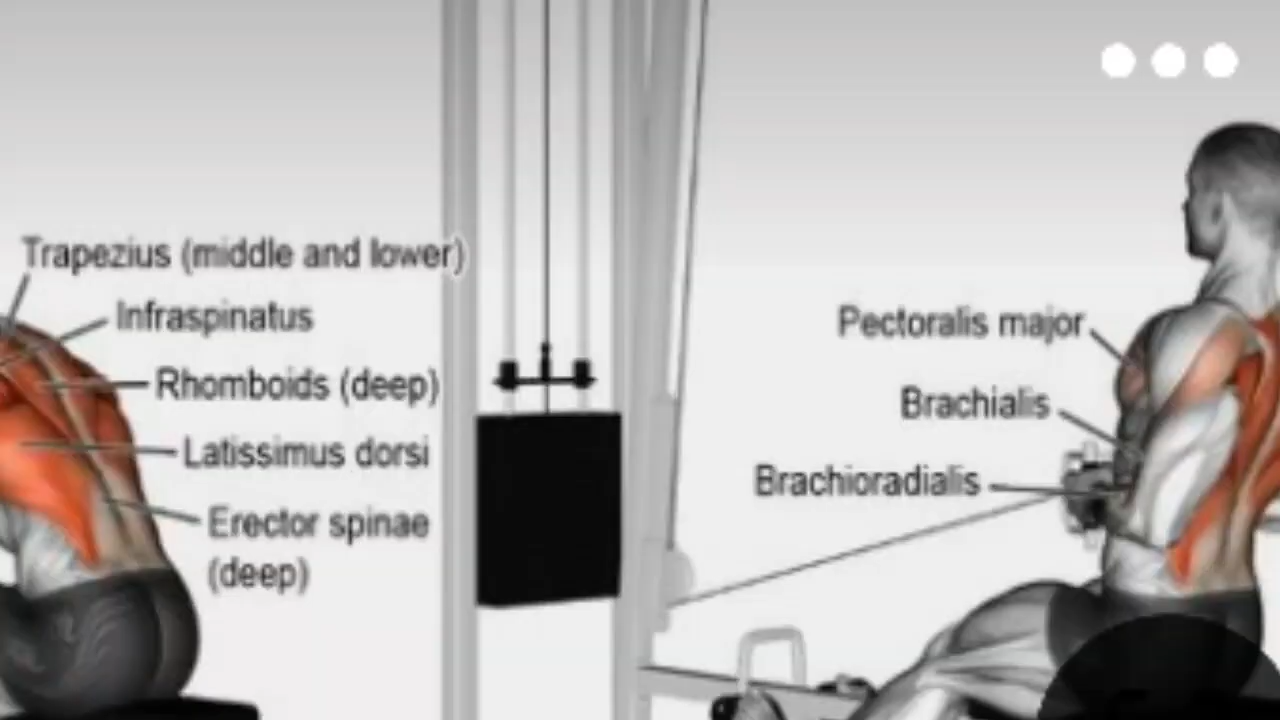 Trapezius (middle and lower)
Infraspinatus
Rhomboids (deep)
Latissimus dorsi
Erector spinae
(deep)
Pectoralis major
Brachialis
Brachioradialis